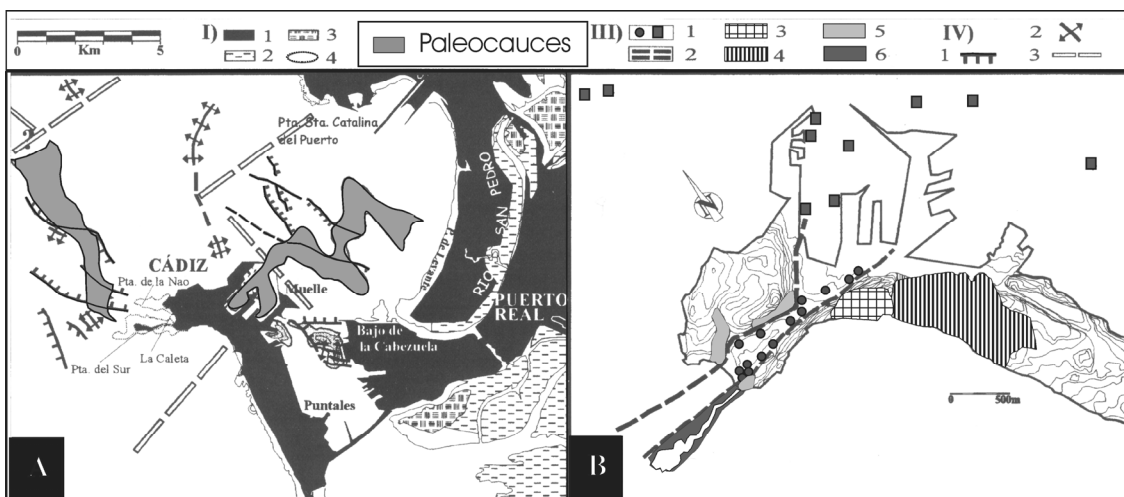 0 Km 5
I) 1 3
2 4
Paleocauces
III) 1 3 5
2 4 6
IV) 2
1 3
Pta. Sta. Catalina
del Puerto
RIO SAN PEDRO
P. de Levante
CÁDIZ
Pta. de la Nao
Muelle
PUERTO
REAL
Bajo de
la Cabezuela
La Caleta
Pta. del Sur
Puntales
A
N
0 500m
B